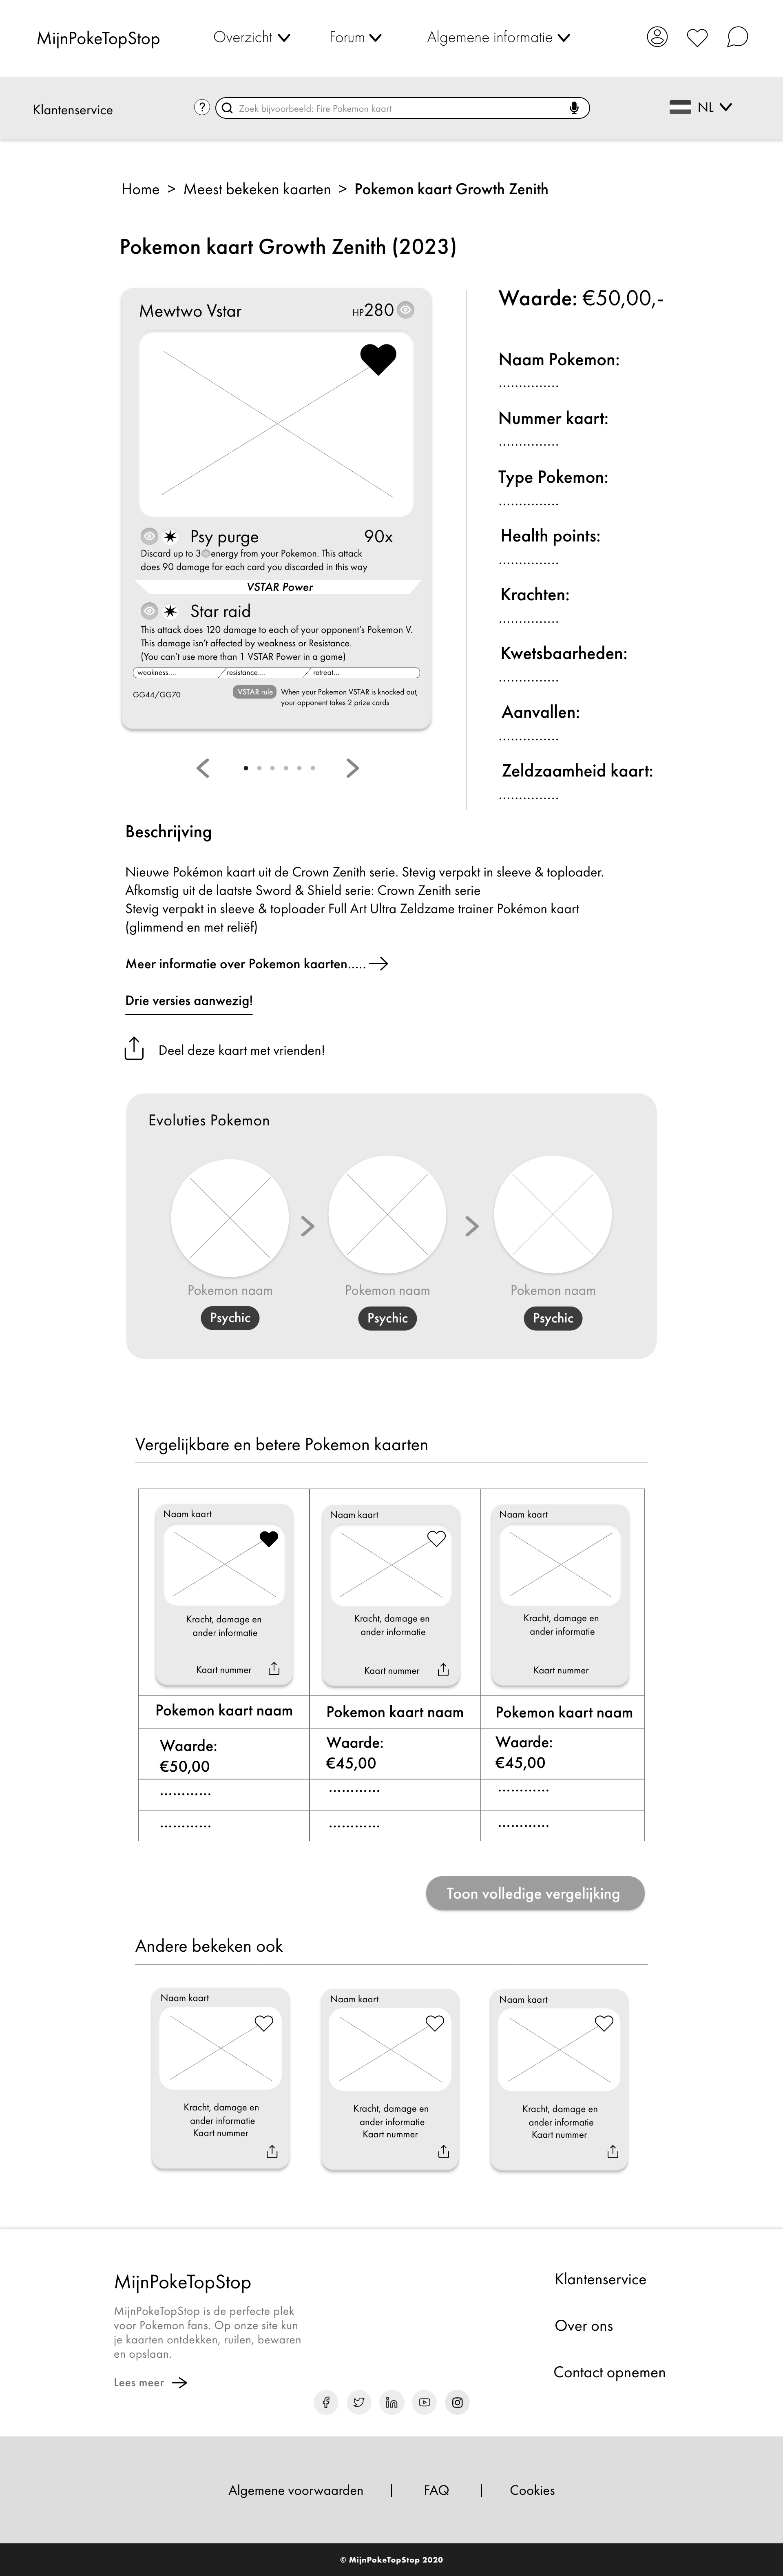 MijnPokeTopStop
Overzicht
Forum
Algemene informatie
Klantenservice
?
Zoek bijvoorbeeld: Fire Pokemon kaart
NL
Home > Meest bekeken kaarten > Pokemon kaart Growth Zenith
Pokemon kaart Growth Zenith (2023)
Mewtwo Vstar
HP280
Psy purge 90x
Discard up to 3 energy from your Pokemon. This attack
does 90 damage for each card you discarded in this way
VSTAR Power
Star raid
This attack does 120 damage to each of your opponent's Pokemon V.
This damage isn't affected by weakness or Resistance.
(You can't use more than 1 VSTAR Power in a game)
weakness.... resistance.... retreat...
GG44/GG70
VSTAR rule
When your Pokemon VSTAR is knocked out,
your opponent takes 2 prize cards
Waarde: €50,00,-
Naam Pokemon:
...............
Nummer kaart:
...............
Type Pokemon:
...............
Health points:
...............
Krachten:
...............
Kwetsbaarheden:
...............
Aanvallen:
...............
Zeldzaamheid kaart:
...............
Beschrijving
Nieuwe Pokémon kaart uit de Crown Zenith serie. Stevig verpakt in sleeve & toploader.
Afkomstig uit de laatste Sword & Shield serie: Crown Zenith serie
Stevig verpakt in sleeve & toploader Full Art Ultra Zeldzame trainer Pokémon kaart
(glimmend en met reliëf)
Meer informatie over Pokemon kaarten.....
Drie versies aanwezig!
Deel deze kaart met vrienden!
Evoluties Pokemon
Pokemon naam Pokemon naam Pokemon naam
Psychic Psychic Psychic
Vergelijkbare en betere Pokemon kaarten
Naam kaart Naam kaart Naam kaart
Kracht, damage en Kracht, damage en Kracht, damage en
ander informatie ander informatie ander informatie
Kaart nummer Kaart nummer Kaart nummer
Pokemon kaart naam Pokemon kaart naam Pokemon kaart naam
Waarde: Waarde: Waarde:
€50,00 €45,00 €45,00
............ ............ ............
............ ............ ............
Toon volledige vergelijking
Andere bekeken ook
Naam kaart Naam kaart Naam kaart
Kracht, damage en Kracht, damage en Kracht, damage en
ander informatie ander informatie ander informatie
Kaart nummer Kaart nummer Kaart nummer
MijnPokeTopStop
MijnPokeTopStop is de perfecte plek
voor Pokemon fans. Op onze site kun
je kaarten ontdekken, ruilen, bewaren
en opslaan.
Lees meer
Klantenservice
Over ons
Contact opnemen
Algemene voorwaarden | FAQ | Cookies
© MijnPokeTopStop 2020